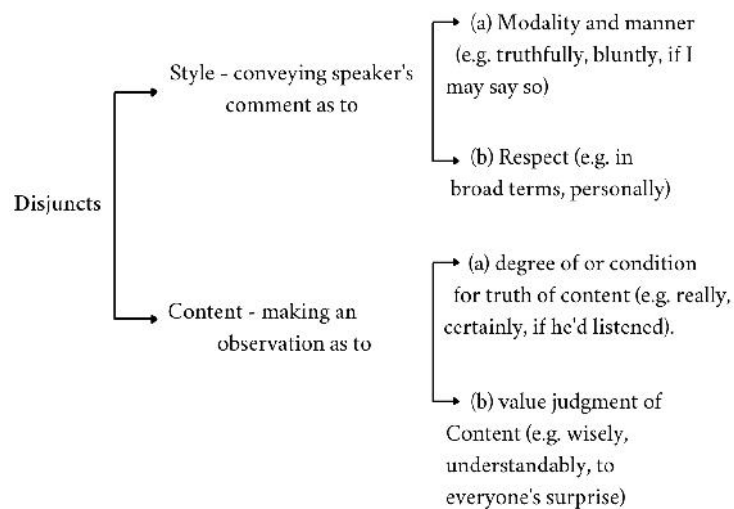 Disjuncts
Style - conveying speaker's
comment as to
(a) Modality and manner
(e.g. truthfully, bluntly, if I
may say so)
(b) Respect (e.g. in
broad terms, personally)
Content - making an
observation as to
(a) degree of or condition
for truth of content (e.g. really,
certainly, if he'd listened).
(b) value judgment of
Content (e.g. wisely,
understandably, to
everyone's surprise)